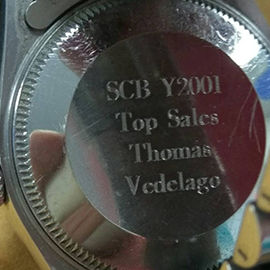 SCB Y2001
Top Sales
Thomas
Vedelago